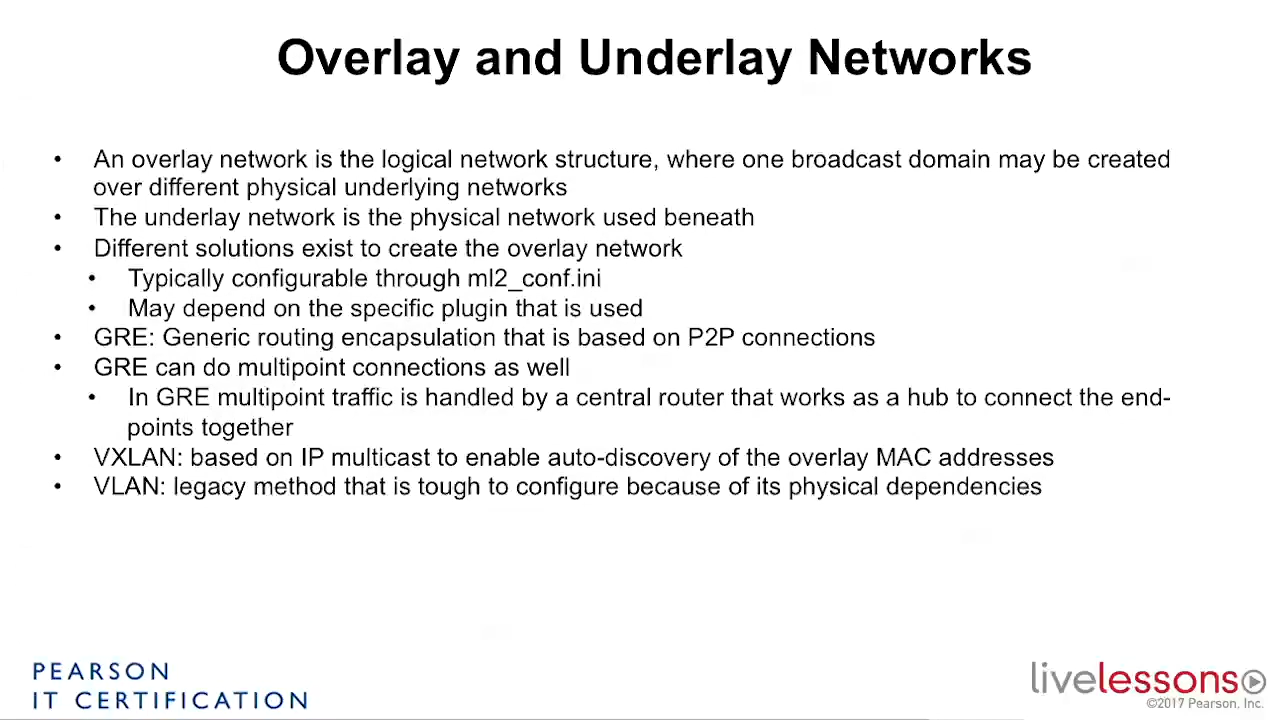 Overlay and Underlay Networks
• An overlay network is the logical network structure, where one broadcast domain may be created
over different physical underlying networks
• The underlay network is the physical network used beneath
• Different solutions exist to create the overlay network
• Typically configurable through ml2_conf.ini
• May depend on the specific plugin that is used
• GRE: Generic routing encapsulation that is based on P2P connections
• GRE can do multipoint connections as well
• In GRE multipoint traffic is handled by a central router that works as a hub to connect the end-
points together
• VXLAN: based on IP multicast to enable auto-discovery of the overlay MAC addresses
• VLAN: legacy method that is tough to configure because of its physical dependencies
PEARSON
IT CERTIFICATION
livelessons
©2017 Pearson, Inc.